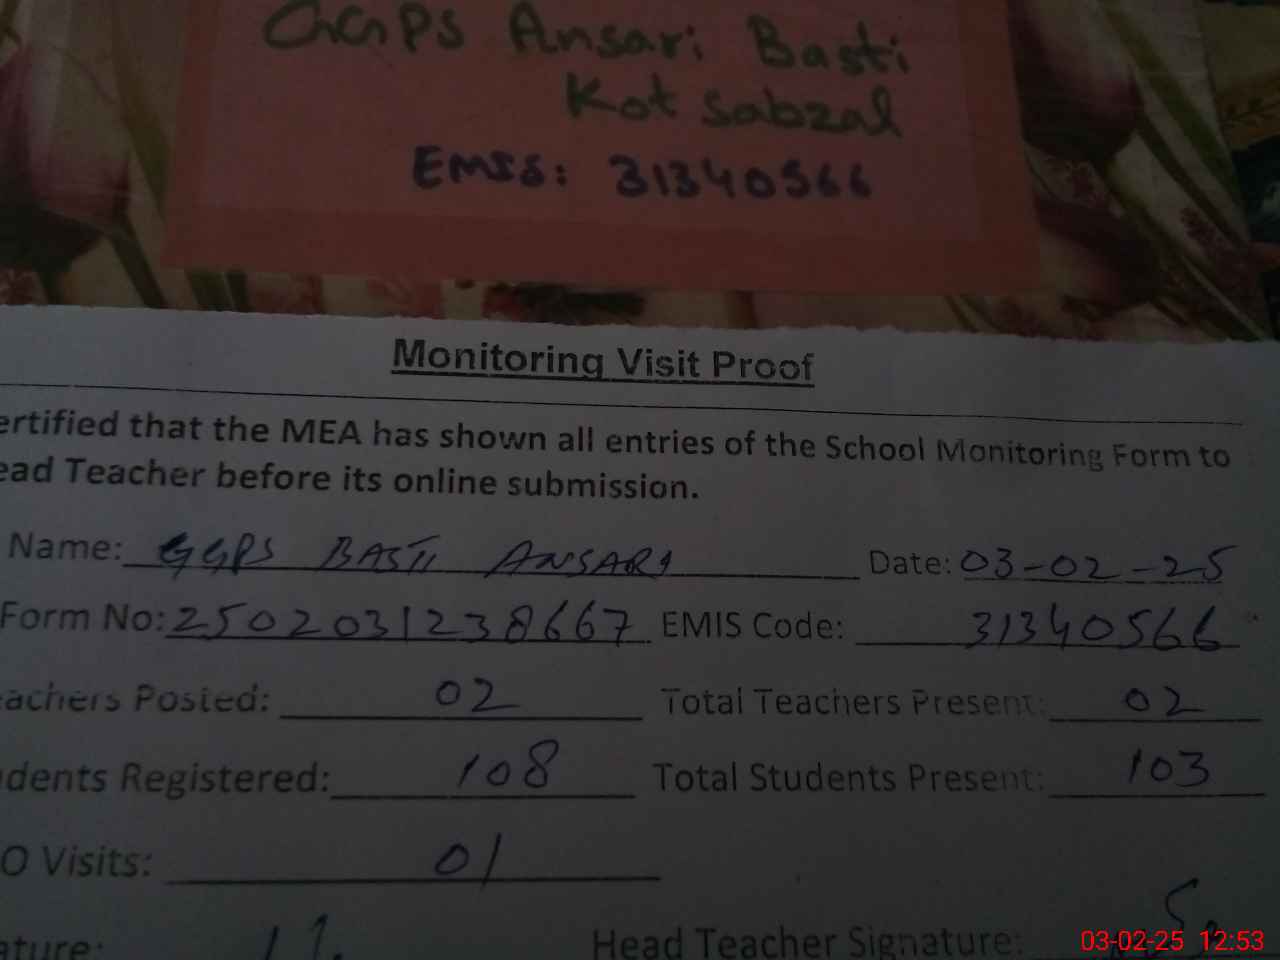 GGPS Ansari Basti
Kot Sabzal
EMSS: 31340566
Monitoring Visit Proof
ertified that the MEA has shown all entries of the School Monitoring Form to
ead Teacher before its online submission.
Name: GGPS BASTI ANSARI Date: 03-02-25
Form No: 2502031238667 EMIS Code: 31340566
eachers Posted: 02 Total Teachers Present: 02
dents Registered: 108 Total Students Present: 103
O Visits: 01
ature: Head Teacher Signature:
03-02-25 12:53